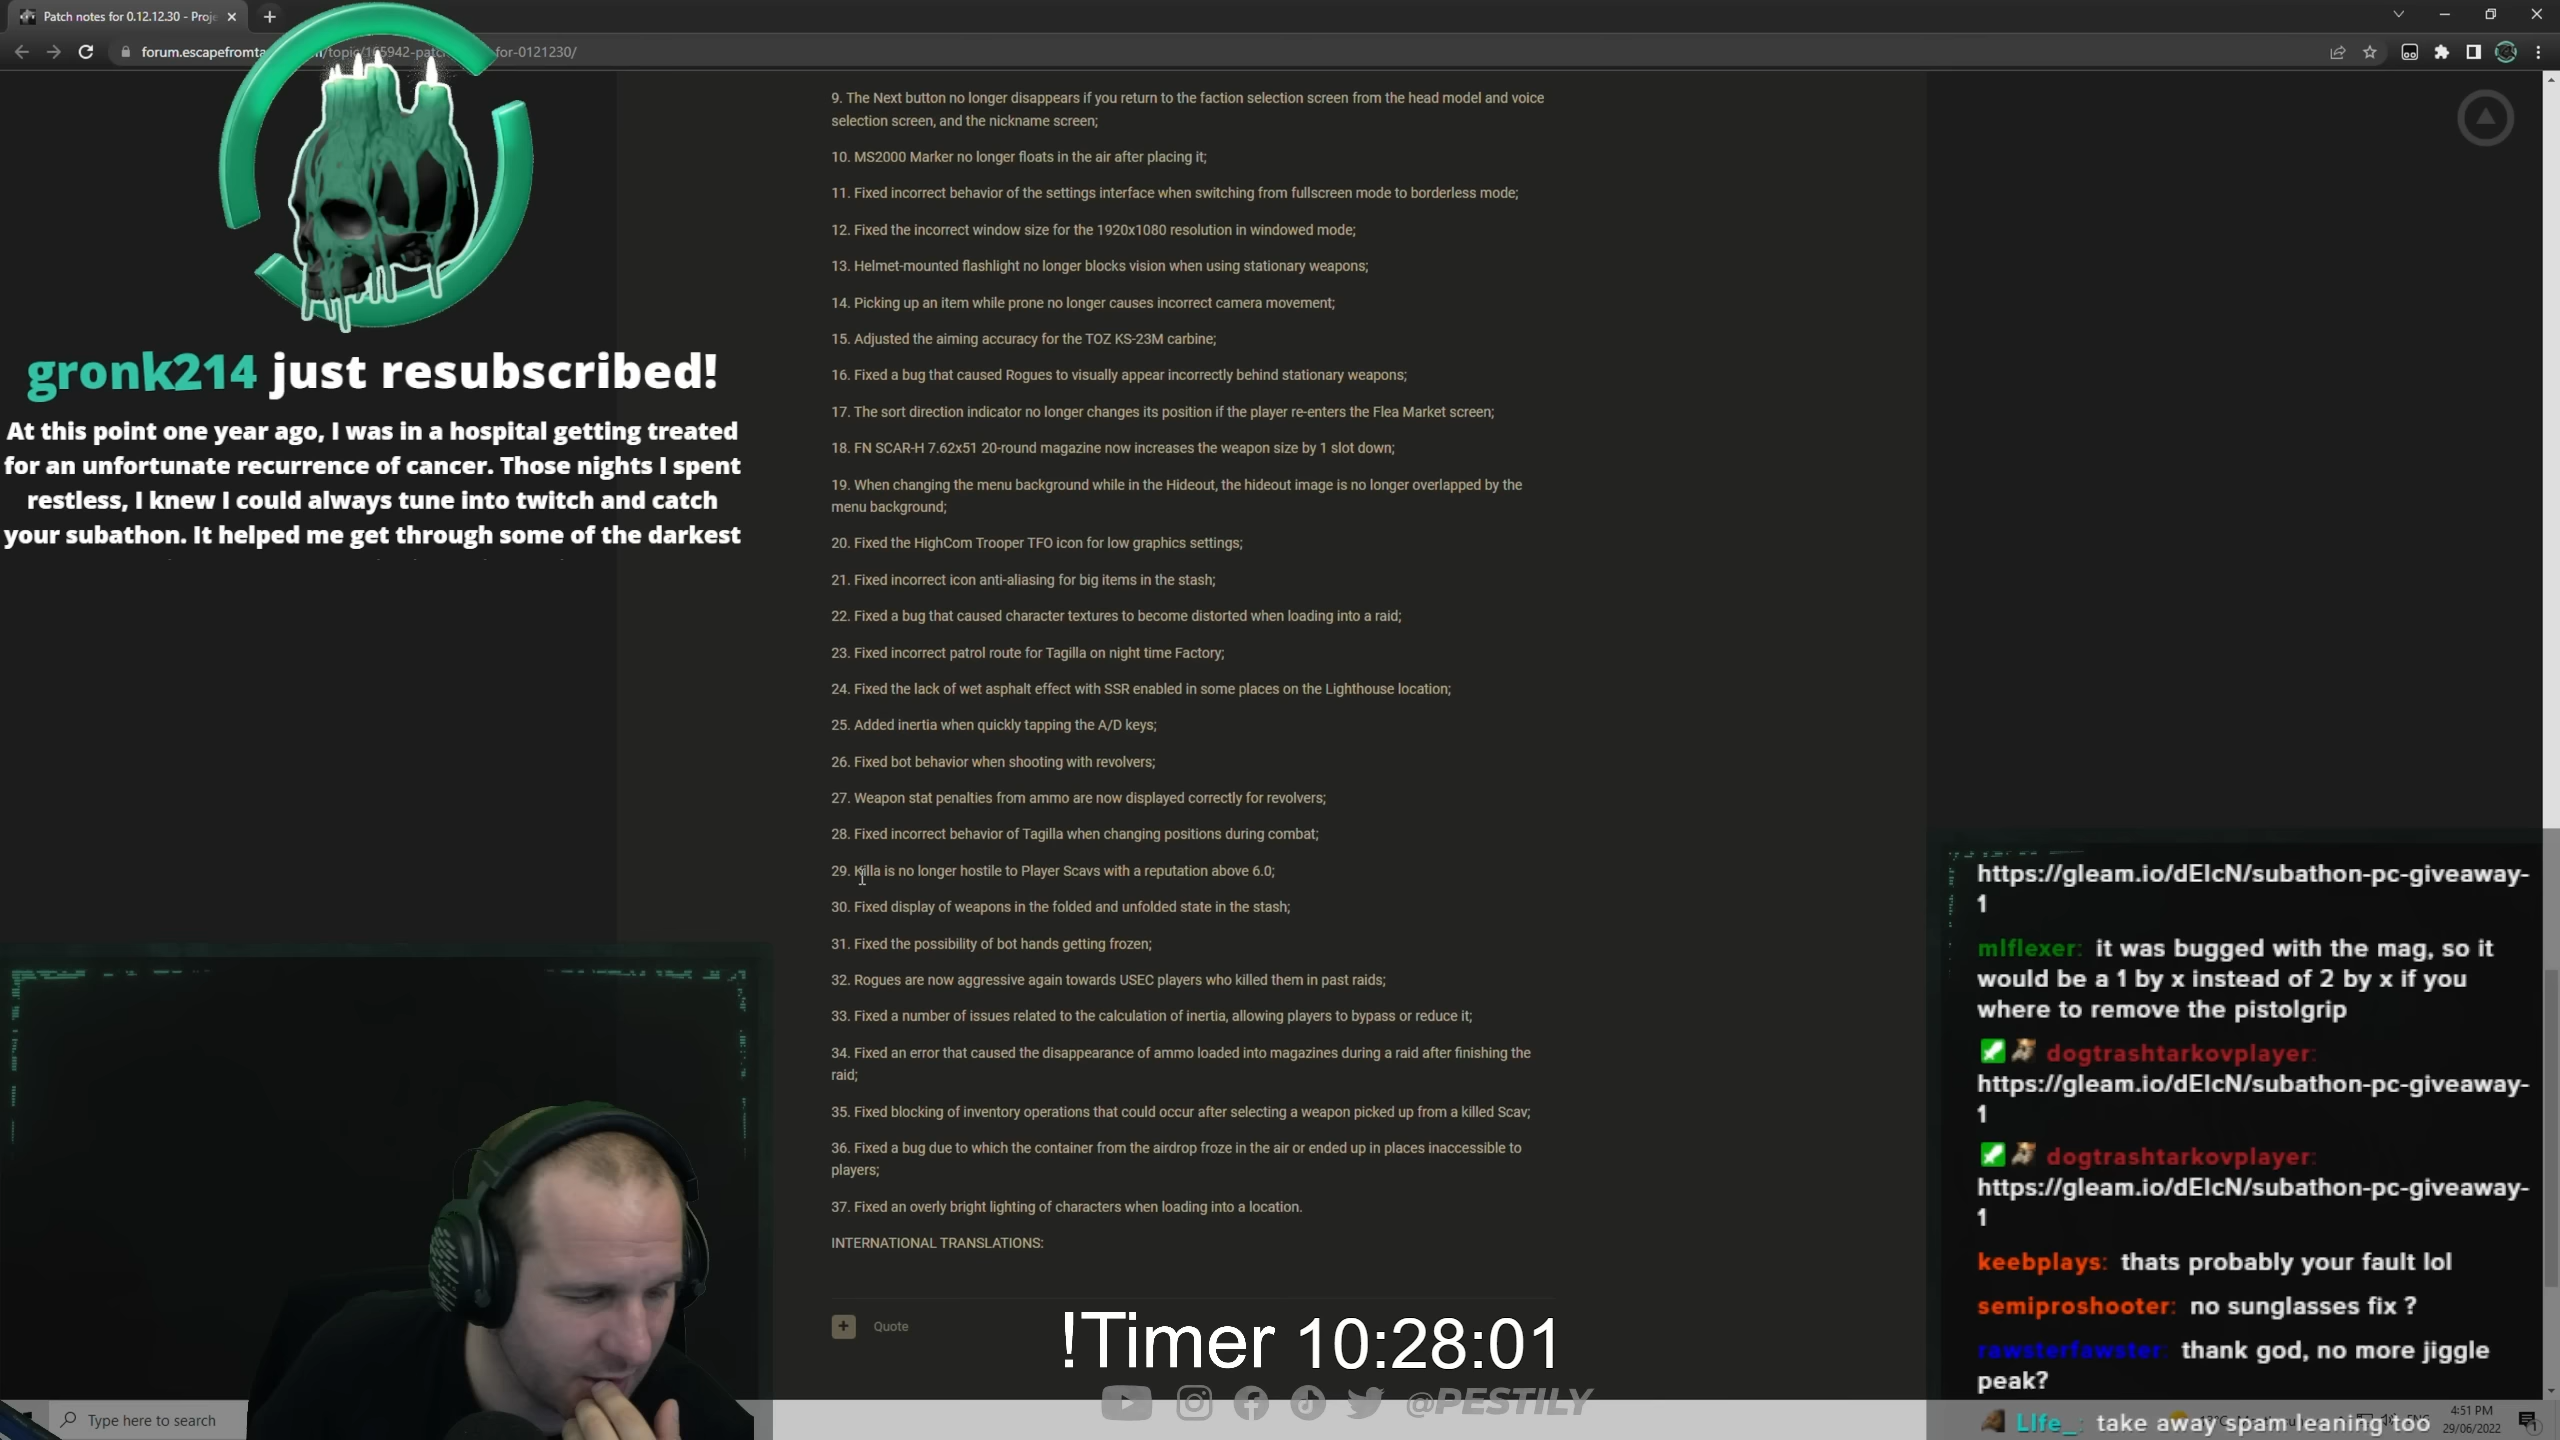 Patch notes for 0.12.12.30 - Proje
forum.escapefromta
/topic/165942-patc
for-0121230/
9. The Next button no longer disappears if you return to the faction selection screen from the head model and voice
selection screen, and the nickname screen;
10. MS2000 Marker no longer floats in the air after placing it;
11. Fixed incorrect behavior of the settings interface when switching from fullscreen mode to borderless mode;
12. Fixed the incorrect window size for the 1920x1080 resolution in windowed mode;
13. Helmet-mounted flashlight no longer blocks vision when using stationary weapons;
14. Picking up an item while prone no longer causes incorrect camera movement;
15. Adjusted the aiming accuracy for the TOZ KS-23M carbine;
16. Fixed a bug that caused Rogues to visually appear incorrectly behind stationary weapons;
17. The sort direction indicator no longer changes its position if the player re-enters the Flea Market screen;
18. FN SCAR-H 7.62x51 20-round magazine now increases the weapon size by 1 slot down;
19. When changing the menu background while in the Hideout, the hideout image is no longer overlapped by the
menu background;
20. Fixed the HighCom Trooper TFO icon for low graphics settings;
21. Fixed incorrect icon anti-aliasing for big items in the stash;
22. Fixed a bug that caused character textures to become distorted when loading into a raid;
23. Fixed incorrect patrol route for Tagilla on night time Factory;
24. Fixed the lack of wet asphalt effect with SSR enabled in some places on the Lighthouse location;
25. Added inertia when quickly tapping the A/D keys;
26. Fixed bot behavior when shooting with revolvers;
27. Weapon stat penalties from ammo are now displayed correctly for revolvers;
28. Fixed incorrect behavior of Tagilla when changing positions during combat;
29. Killa is no longer hostile to Player Scavs with a reputation above 6.0;
30. Fixed display of weapons in the folded and unfolded state in the stash;
31. Fixed the possibility of bot hands getting frozen;
32. Rogues are now aggressive again towards USEC players who killed them in past raids;
33. Fixed a number of issues related to the calculation of inertia, allowing players to bypass or reduce it;
34. Fixed an error that caused the disappearance of ammo loaded into magazines during a raid after finishing the
raid;
35. Fixed blocking of inventory operations that could occur after selecting a weapon picked up from a killed Scav;
36. Fixed a bug due to which the container from the airdrop froze in the air or ended up in places inaccessible to
players;
37. Fixed an overly bright lighting of characters when loading into a location.
INTERNATIONAL TRANSLATIONS:
Quote
gronk214 just resubscribed!
At this point one year ago, I was in a hospital getting treated
for an unfortunate recurrence of cancer. Those nights I spent
restless, I knew I could always tune into twitch and catch
your subathon. It helped me get through some of the darkest
https://gleam.io/dEIcN/subathon-pc-giveaway-
1
mlflexer: it was bugged with the mag, so it
would be a 1 by x instead of 2 by x if you
where to remove the pistolgrip
dogtrashtarkovplayer:
https://gleam.io/dEIcN/subathon-pc-giveaway-
1
dogtrashtarkovplayer:
https://gleam.io/dEIcN/subathon-pc-giveaway-
1
keebplays: thats probably your fault lol
semiproshooter: no sunglasses fix ?
rawsterfawster: thank god, no more jiggle
peak?
LIfe_: take away spam leaning too
!Timer 10:28:01
@PESTILY
Type here to search
4:51 PM
29/06/2022